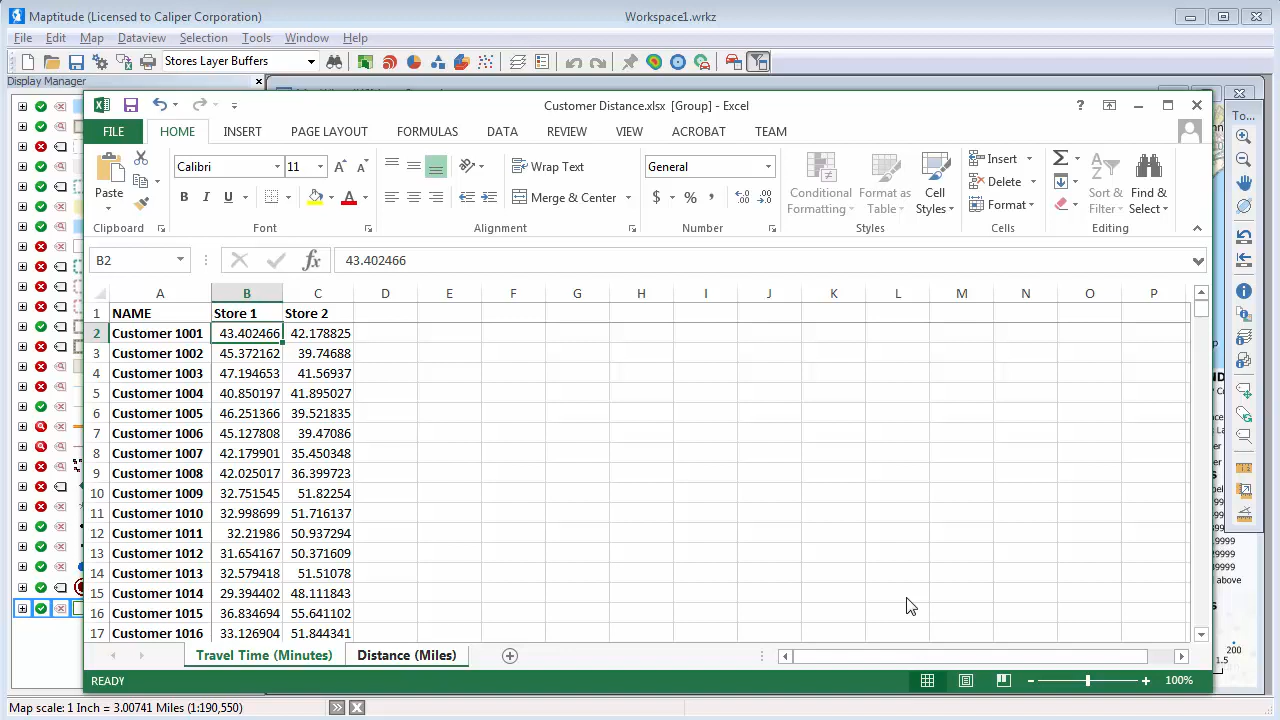 Maptitude (Licensed to Caliper Corporation)
Workspace1.w
File Edit Map Dataview Selection Tools Window Help
Stores Layer Buffers
Display Manager
To...
Customer Distance.xlsx [Group] - Excel
FILE HOME INSERT PAGE LAYOUT FORMULAS DATA REVIEW VIEW ACROBAT TEAM
Paste
Clipboard
Calibri 11
B I U
Font
Wrap Text
Merge & Center
Alignment
General
$ % ,
Number
Conditional Formatting
Format as Table
Cell Styles
Styles
Insert
Delete
Format
Cells
Sort & Filter
Find & Select
Editing
B2 fx 43.402466
A B C D E F G H I J K L M N O P
1 NAME Store 1 Store 2
2 Customer 1001 43.402466 42.178825
3 Customer 1002 45.372162 39.74688
4 Customer 1003 47.194653 41.56937
5 Customer 1004 40.850197 41.895027
6 Customer 1005 46.251366 39.521835
7 Customer 1006 45.127808 39.47086
8 Customer 1007 42.179901 35.450348
9 Customer 1008 42.025017 36.399723
10 Customer 1009 32.751545 51.82254
11 Customer 1010 32.998699 51.716137
12 Customer 1011 32.21986 50.937294
13 Customer 1012 31.654167 50.371609
14 Customer 1013 32.579418 51.51078
15 Customer 1014 29.394402 48.111828
16 Customer 1015 36.924694 55.641102
17 Customer 1016 33.126904 51.844341
Travel Time (Minutes) Distance (Miles)
READY
100%
9999
9999
above
200
1.5
Map scale: 1 Inch = 3.00741 Miles (1:190,550)